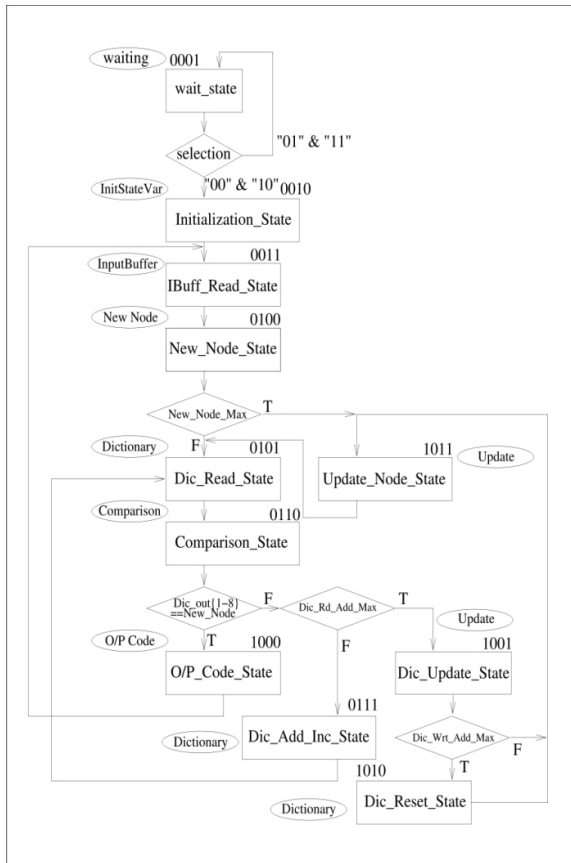 waiting
0001
wait_state
selection
"01" & "11"
"00" & "10"
InitStateVar
0010
Initialization_State
InputBuffer
0011
IBuff_Read_State
New Node
0100
New_Node_State
New_Node_Max
T
F
Dictionary
0101
Dic_Read_State
1011
Update_Node_State
Update
Comparison
0110
Comparison_State
Dic_out{1-8}
==New_Node
F
Dic_Rd_Add_Max
T
T
F
O/P Code
1000
O/P_Code_State
Update
1001
Dic_Update_State
0111
Dic_Add_Inc_State
Dictionary
Dic_Wrt_Add_Max
F
T
1010
Dic_Reset_State
Dictionary